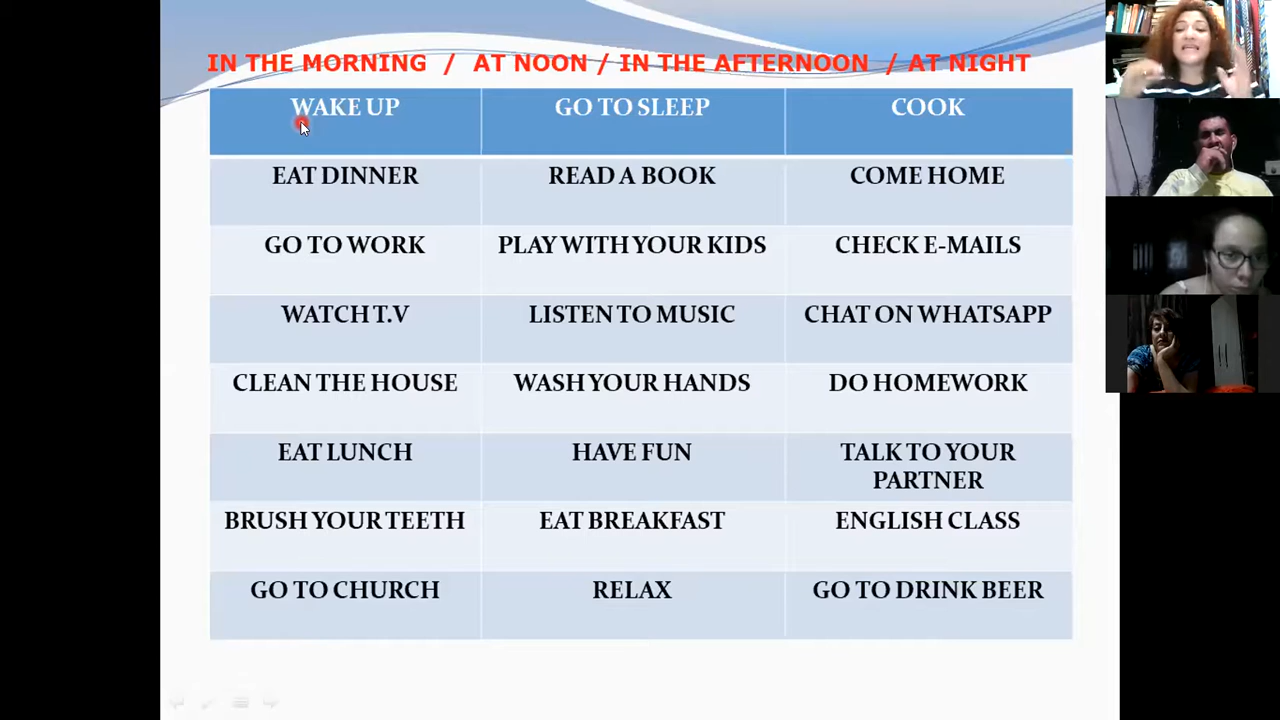 IN THE MORNING / AT NOON / IN THE AFTERNOON / AT NIGHT
WAKE UP GO TO SLEEP COOK
EAT DINNER READ A BOOK COME HOME
GO TO WORK PLAY WITH YOUR KIDS CHECK E-MAILS
WATCH T.V LISTEN TO MUSIC CHAT ON WHATSAPP
CLEAN THE HOUSE WASH YOUR HANDS DO HOMEWORK
EAT LUNCH HAVE FUN TALK TO YOUR
PARTNER
BRUSH YOUR TEETH EAT BREAKFAST ENGLISH CLASS
GO TO CHURCH RELAX GO TO DRINK BEER